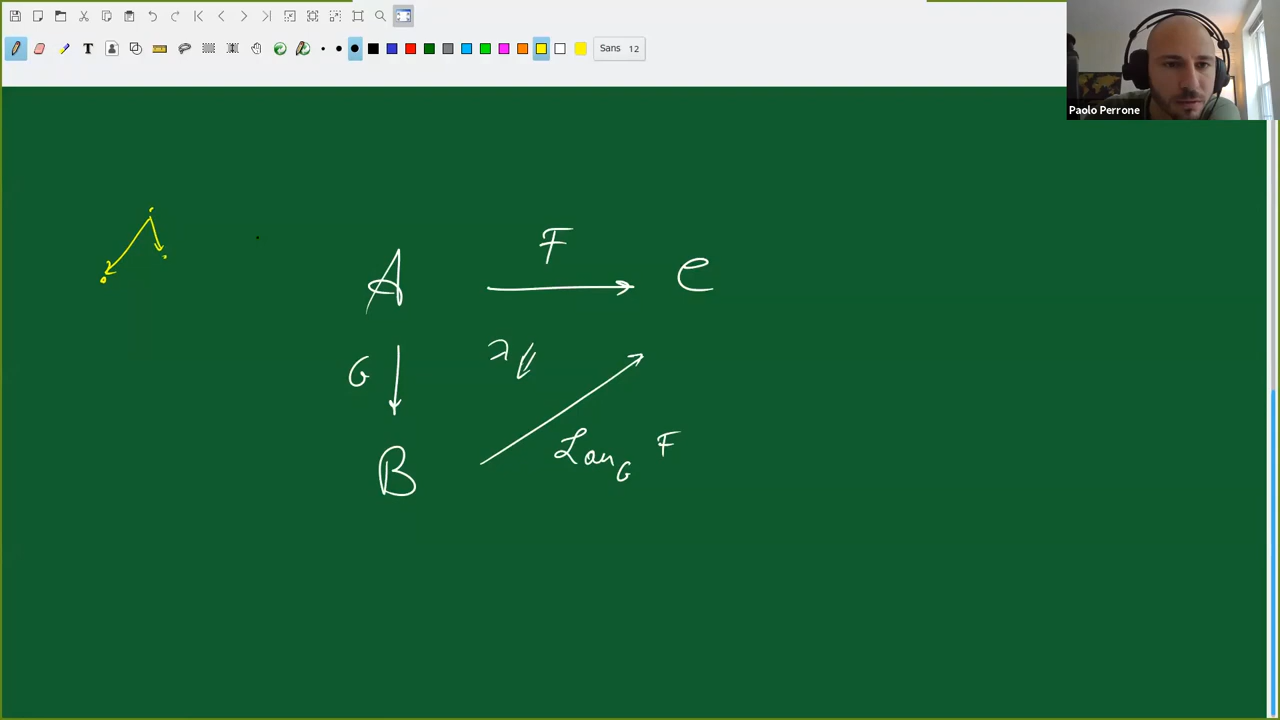 Sans 12
Paolo Perrone
F
A
C
λ
G
Lan_G F
B